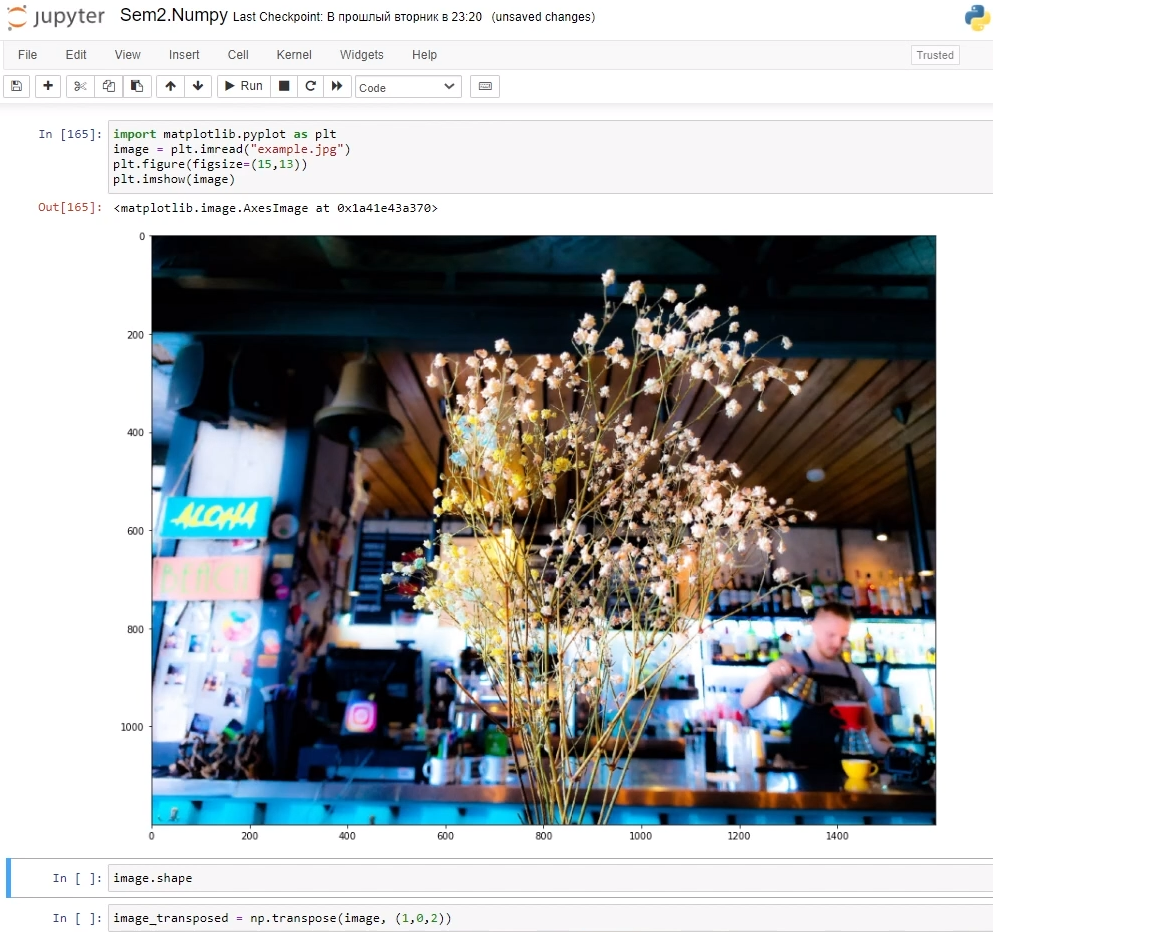 jupyter Sem2.Numpy Last Checkpoint: В прошлый вторник в 23:20 (unsaved changes)
File Edit View Insert Cell Kernel Widgets Help Trusted
Run Code
In [165]: import matplotlib.pyplot as plt
image = plt.imread("example.jpg")
plt.figure(figsize=(15,13))
plt.imshow(image)
Out[165]: <matplotlib.image.AxesImage at 0x1a41e43a370>
0
200
400
ALOHA
600
BEACH
800
1000
0 200 400 600 800 1000 1200 1400
In [ ]: image.shape
In [ ]: image_transposed = np.transpose(image, (1,0,2))